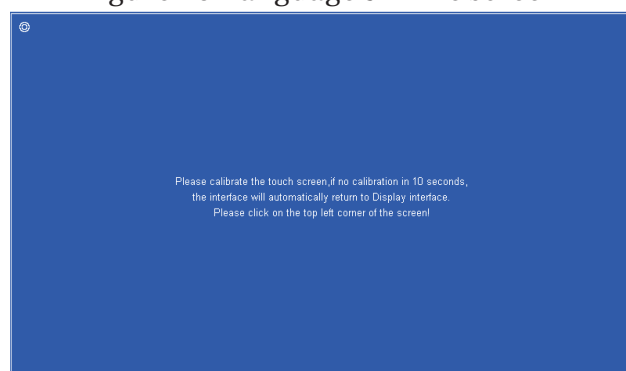 Please calibrate the touch screen,if no calibration in 10 seconds,
the interface will automatically return to Display interface.
Please click on the top left corner of the screen!